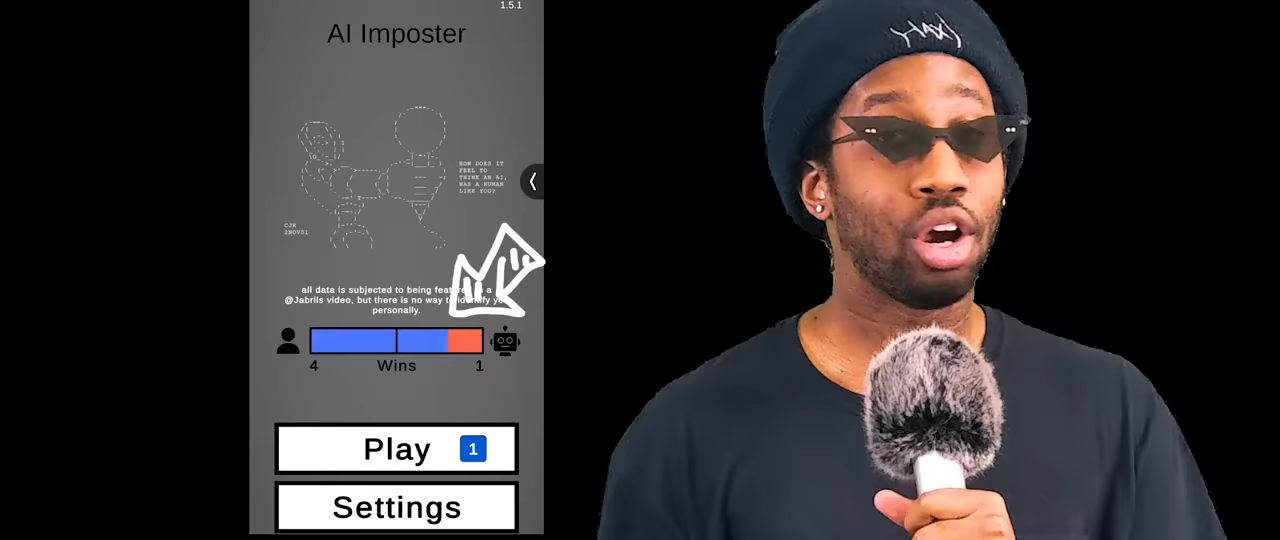 1.5.1
AI Imposter
HOW DOES IT
FEEL TO
THINK AN AI,
WAS A HUMAN
LIKE YOU?
CJR
2NOV01
all data is subjected to being a
@Jabrils video, but there is no way to
personally.
4 Wins 1
Play 1
Settings